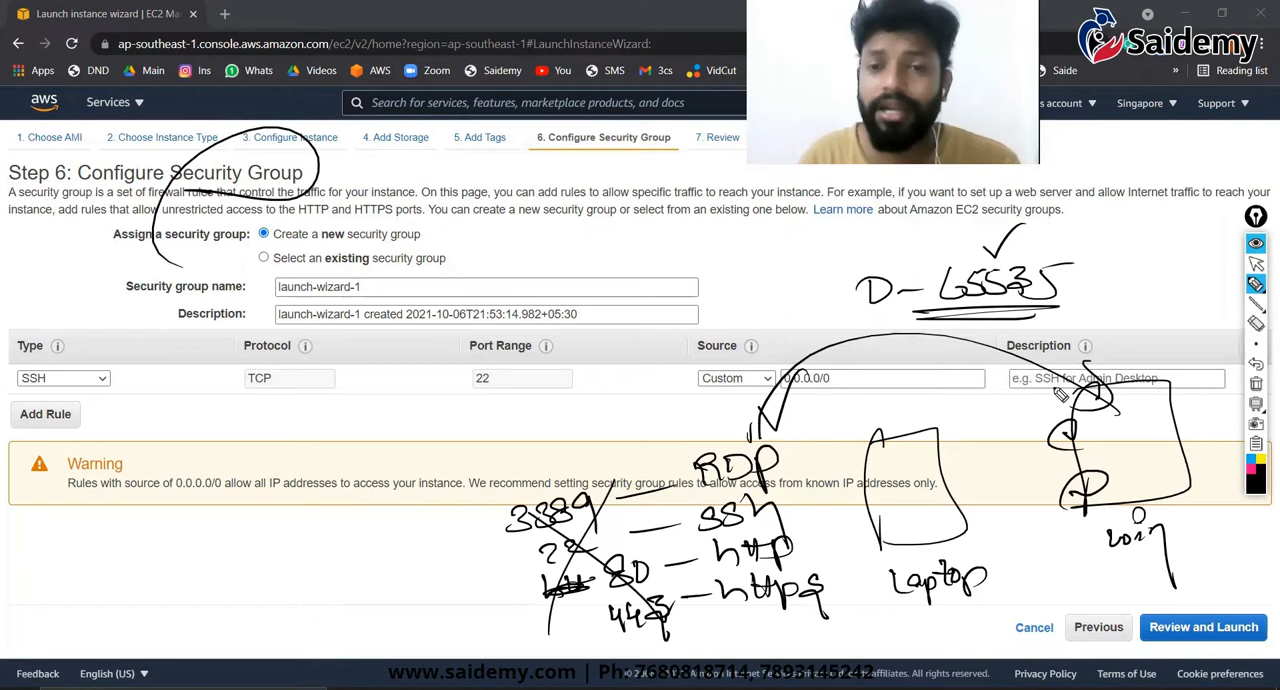 Launch instance wizard | EC2 Ma
ap-southeast-1.console.aws.amazon.com/ec2/v2/home?region=ap-southeast-1#LaunchInstanceWizard:
Saidemy
Apps DND Main Ins Whats Videos AWS Zoom Saidemy You SMS 3cs VidCut Saide » Reading list
aws Services Search for services, features, marketplace products, and docs s account Singapore Support
1. Choose AMI 2. Choose Instance Type 3. Configure Instance 4. Add Storage 5. Add Tags 6. Configure Security Group 7. Review
Step 6: Configure Security Group
A security group is a set of firewall rules that control the traffic for your instance. On this page, you can add rules to allow specific traffic to reach your instance. For example, if you want to set up a web server and allow Internet traffic to reach your
instance, add rules that allow unrestricted access to the HTTP and HTTPS ports. You can create a new security group or select from an existing one below. Learn more about Amazon EC2 security groups.
Assign a security group: Create a new security group
Select an existing security group
0 - 65535
Security group name: launch-wizard-1
Description: launch-wizard-1 created 2021-10-06T21:53:14.982+05:30
Type Protocol Port Range Source Description
SSH TCP 22 Custom 0.0.0.0/0 e.g. SSH for Admin Desktop
Add Rule
Warning
Rules with source of 0.0.0.0/0 allow all IP addresses to access your instance. We recommend setting security group rules to allow access from known IP addresses only.
3389 — RDP
22 — SSH
80 — http
443 — https
Laptop
Cancel Previous Review and Launch
Feedback English (US) Privacy Policy Terms of Use Cookie preferences
www.saidemy.com | Ph: 7680818714, 7893145242